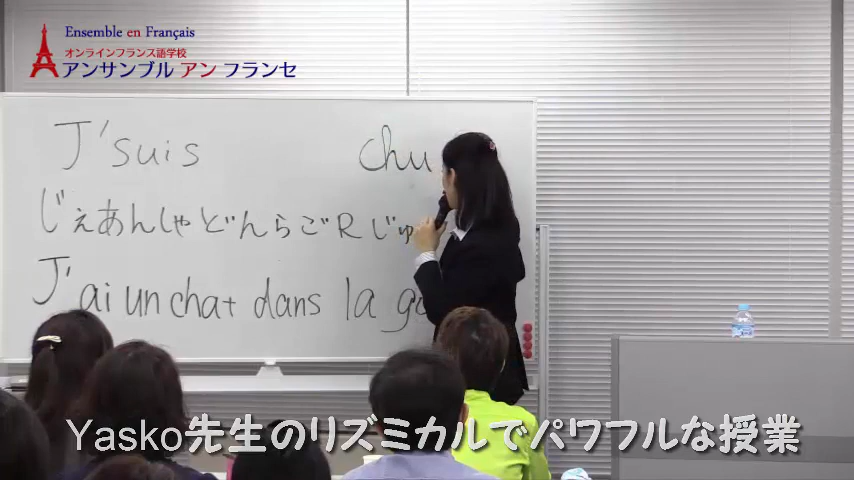 Ensemble en Français
オンラインフランス語学校
アンサンブル アン フランセ
J'suis chu
じぇあんしゃどんらごRじゅ
J'ai un chat dans la go
Yasko先生のリズミカルでパワフルな授業